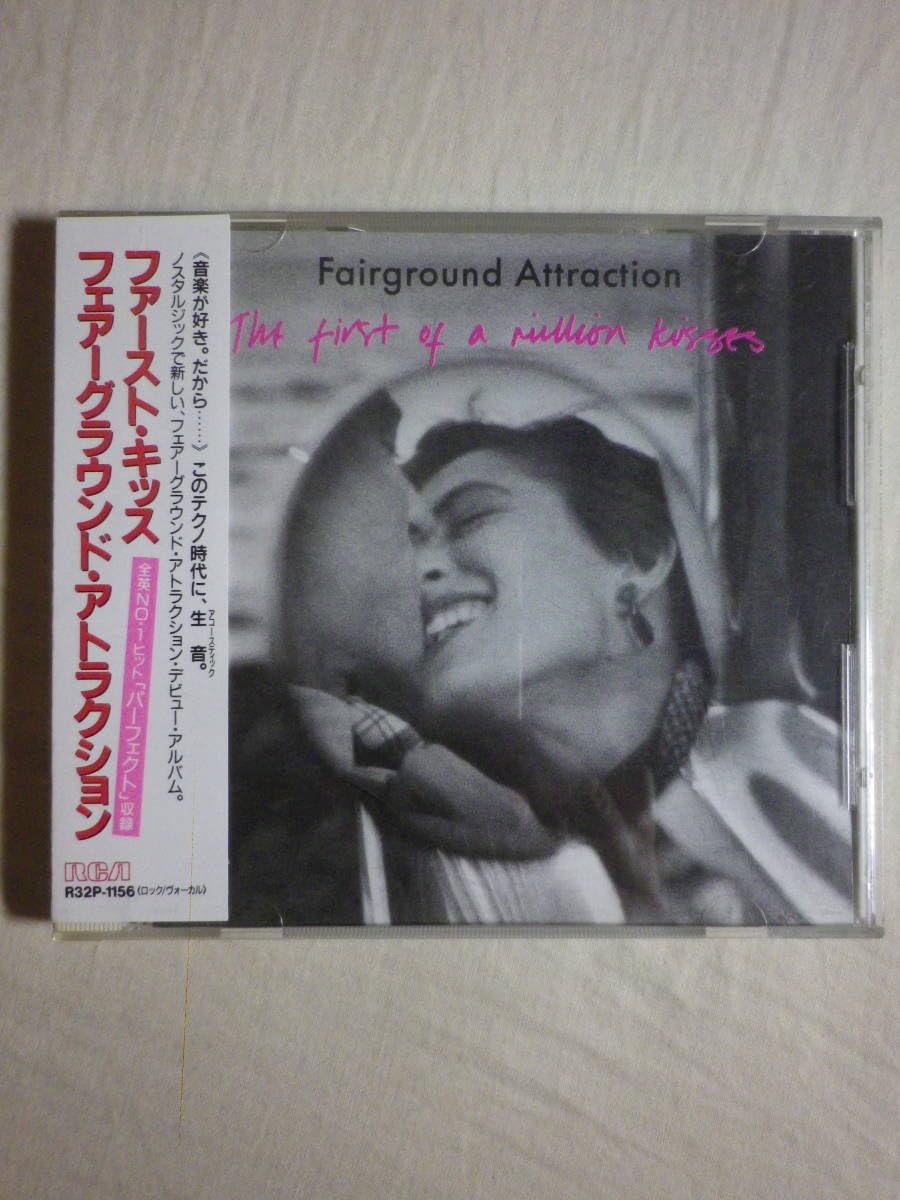 《音楽が好き。だから……》このテクノ時代に、生音。
アコースティック
ノスタルジックで新しい、フェアーグラウンド・アトラクション・デビュー・アルバム。
ファースト・キッス
全英NO.1ヒット「パーフェクト」収録
フェアーグラウンド・アトラクション
RCA
R32P-1156(ロック/ヴォーカル)
Fairground Attraction
The first of a million kisses